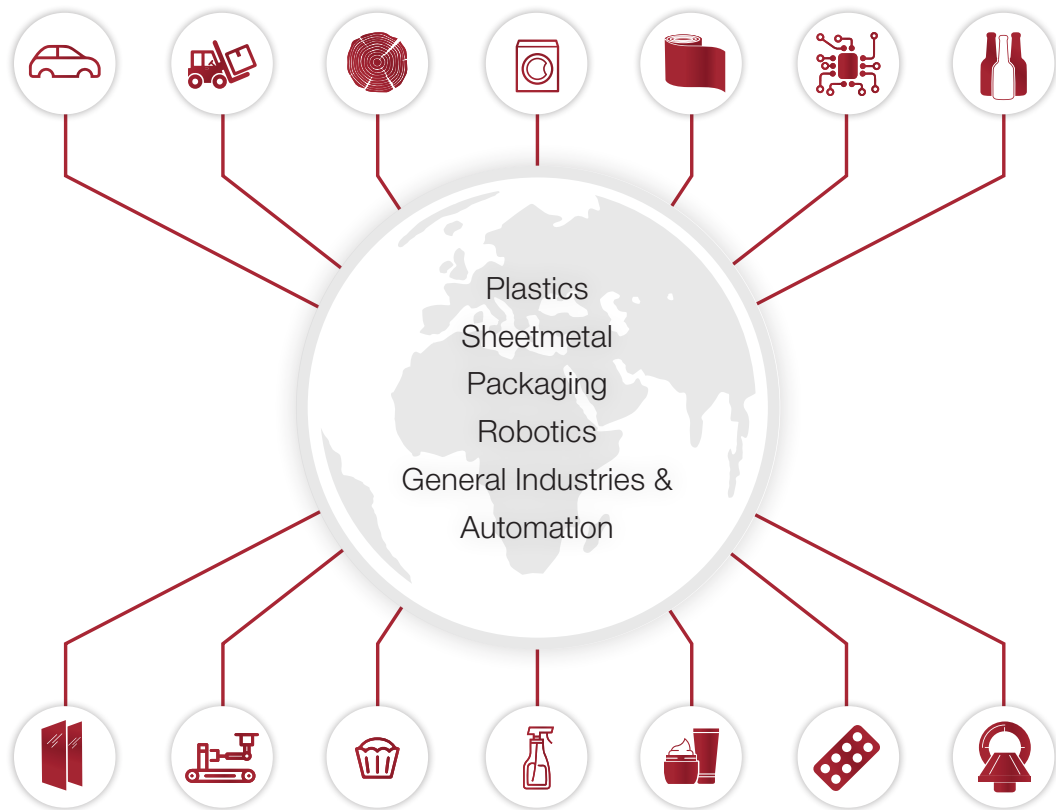 Plastics
Sheetmetal
Packaging
Robotics
General Industries &
Automation